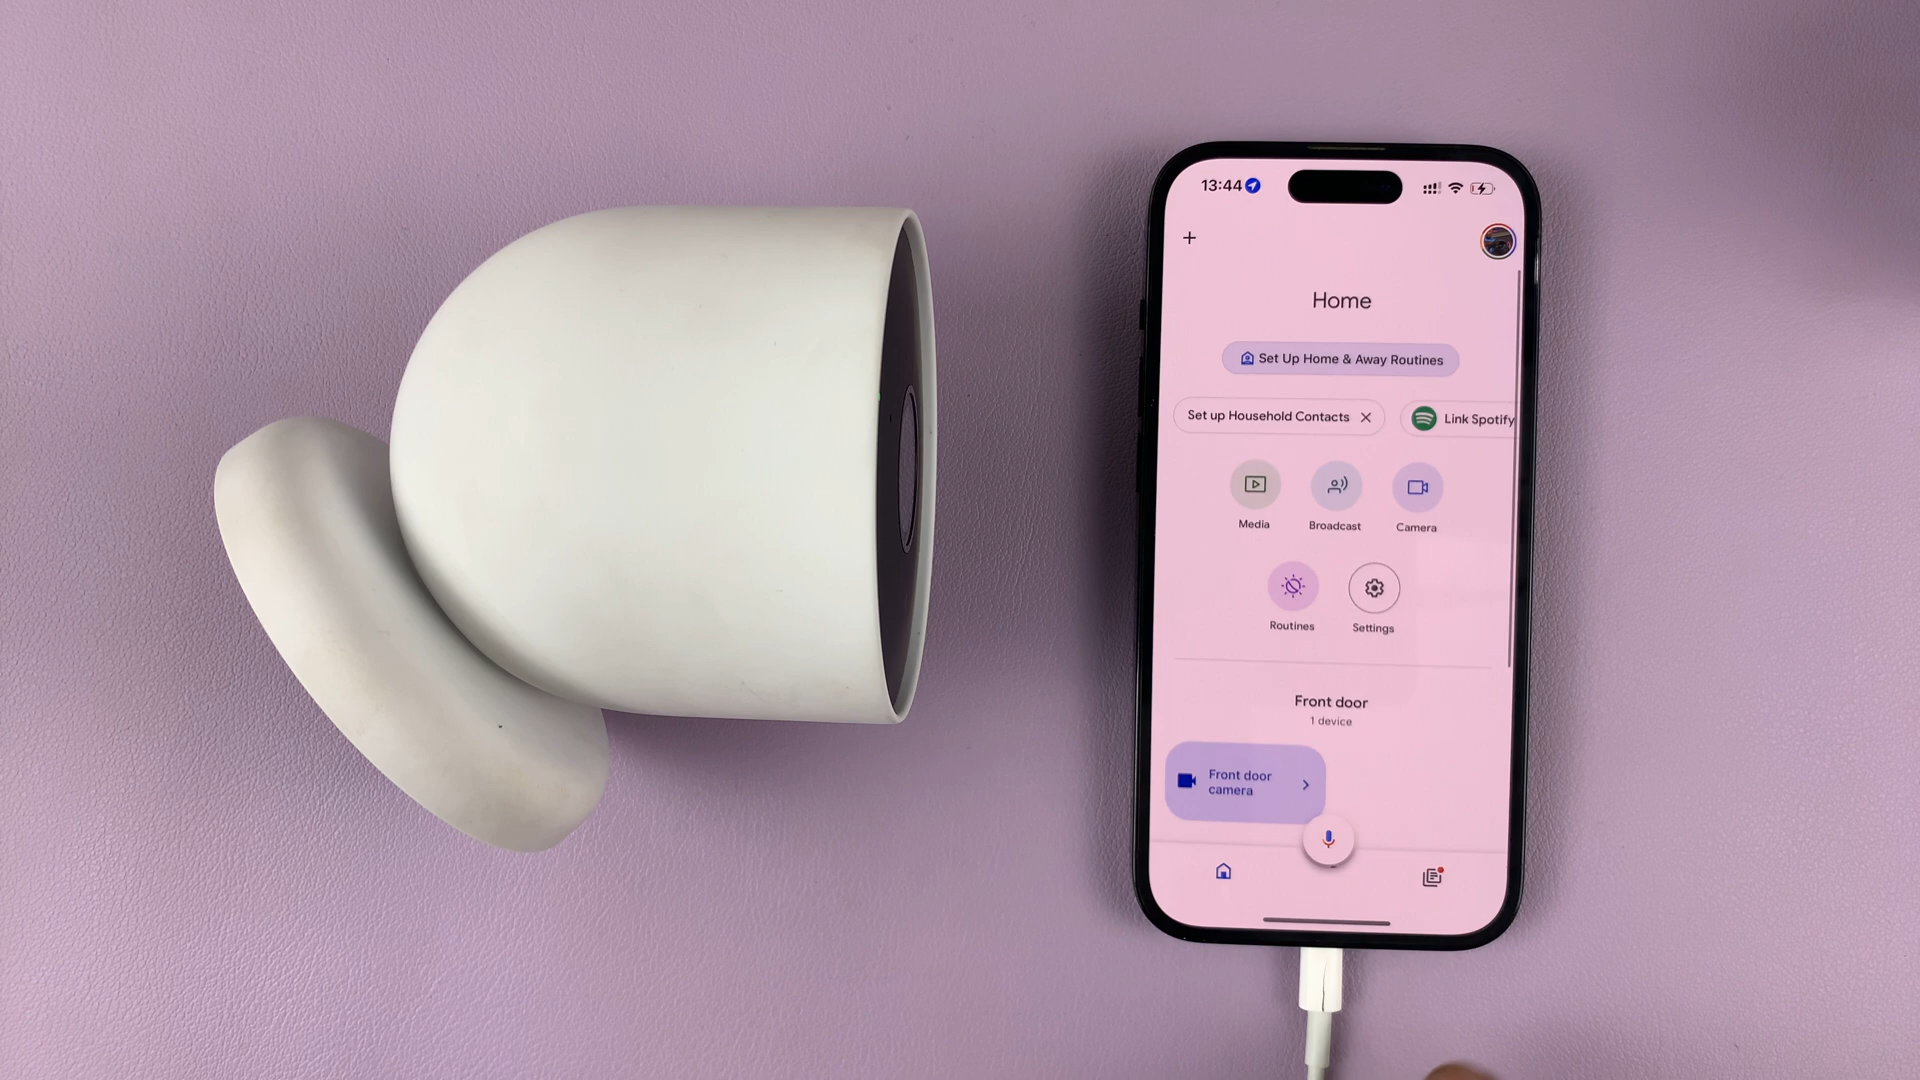 13:44
Home
Set Up Home & Away Routines
Set up Household Contacts
Link Spotify
Media
Broadcast
Camera
Routines
Settings
Front door
1 device
Front door
camera